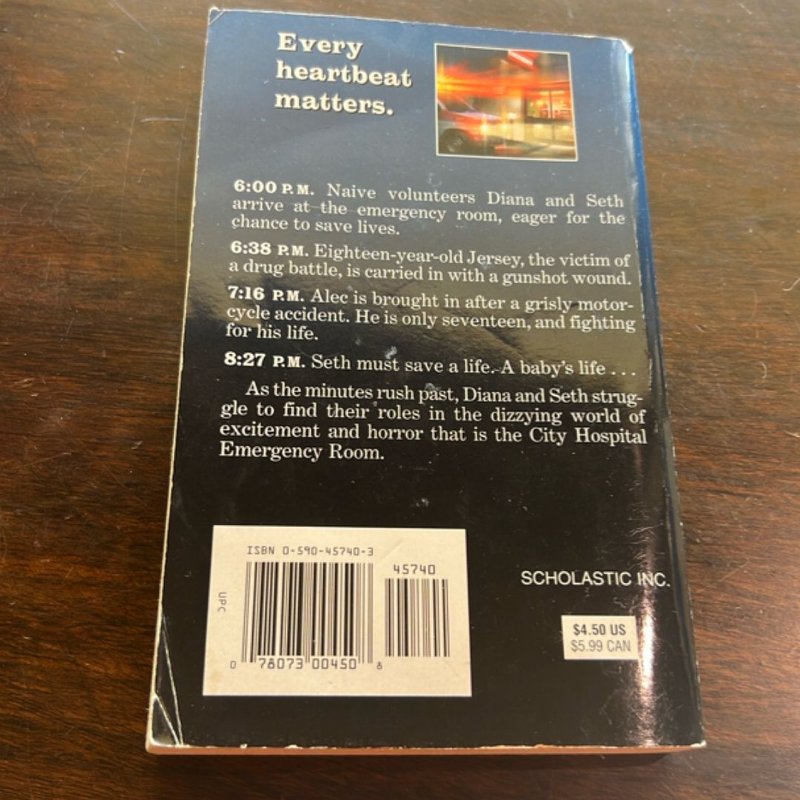 Every
heartbeat
matters.
6:00 P.M. Naive volunteers Diana and Seth
arrive at the emergency room, eager for the
chance to save lives.
6:38 P.M. Eighteen-year-old Jersey, the victim of
a drug battle, is carried in with a gunshot wound.
7:16 P.M. Alec is brought in after a grisly motor-
cycle accident. He is only seventeen, and fighting
for his life.
8:27 P.M. Seth must save a life. A baby's life . . .
As the minutes rush past, Diana and Seth strug-
gle to find their roles in the dizzying world of
excitement and horror that is the City Hospital
Emergency Room.
ISBN 0-590-45740-3
45740
UPC
0 78073 00450 8
SCHOLASTIC INC.
$4.50 US
$5.99 CAN